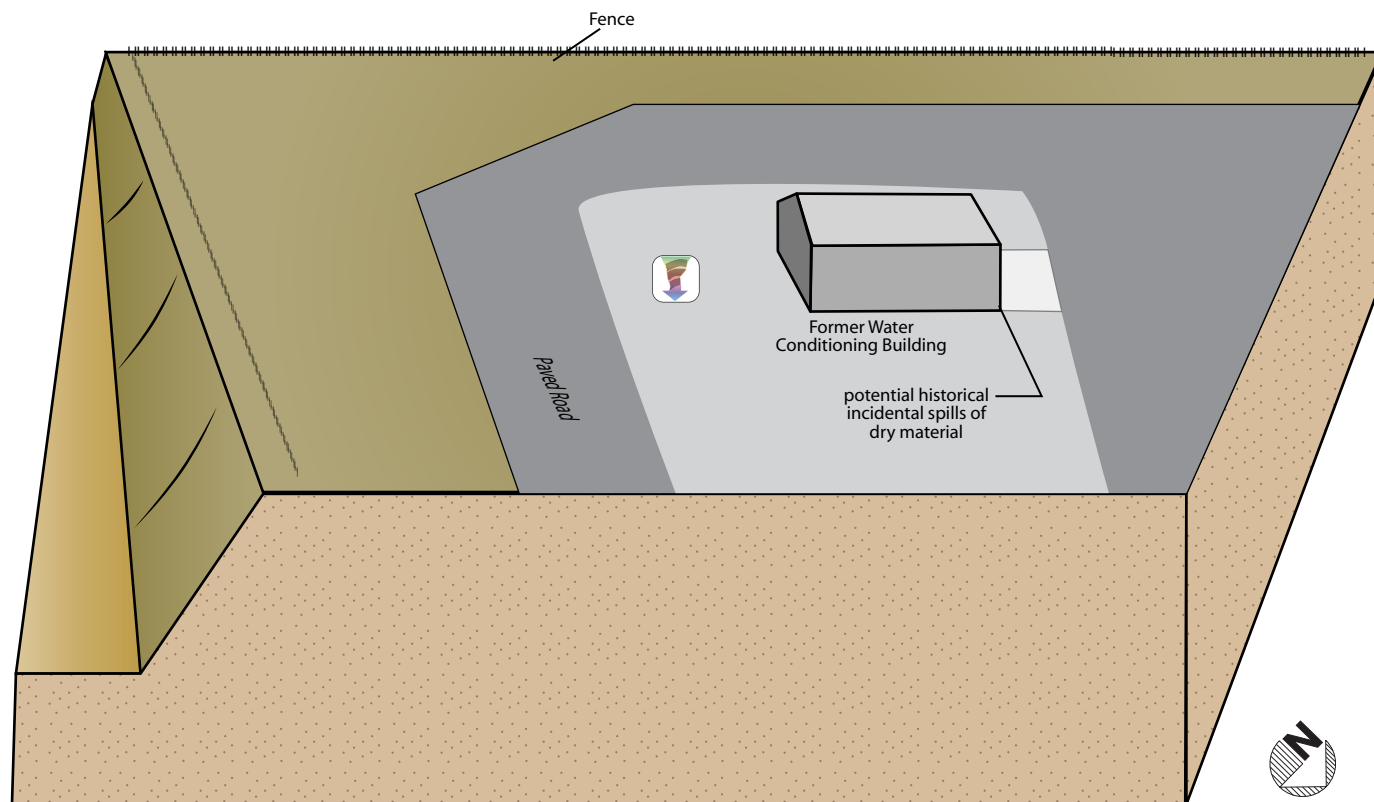 Fence
Paved Road
Former Water
Conditioning Building
potential historical
incidental spills of
dry material
N